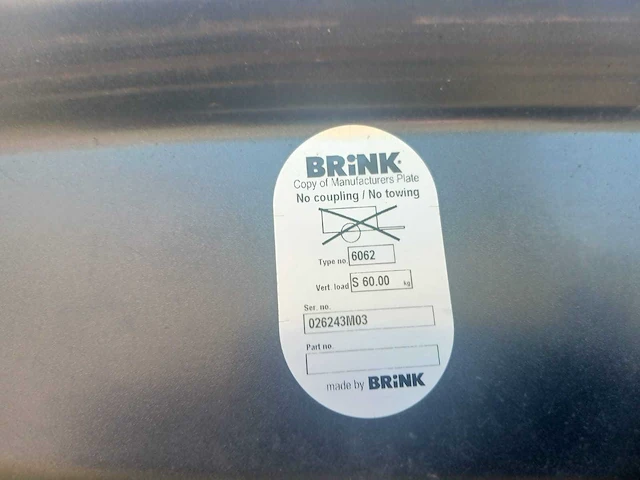 BRiNK
Copy of Manufacturers Plate
No coupling / No towing
Type no. 6062
Vert. load S 60.00 kg
Ser. no.
026243M03
Part no.
made by BRiNK